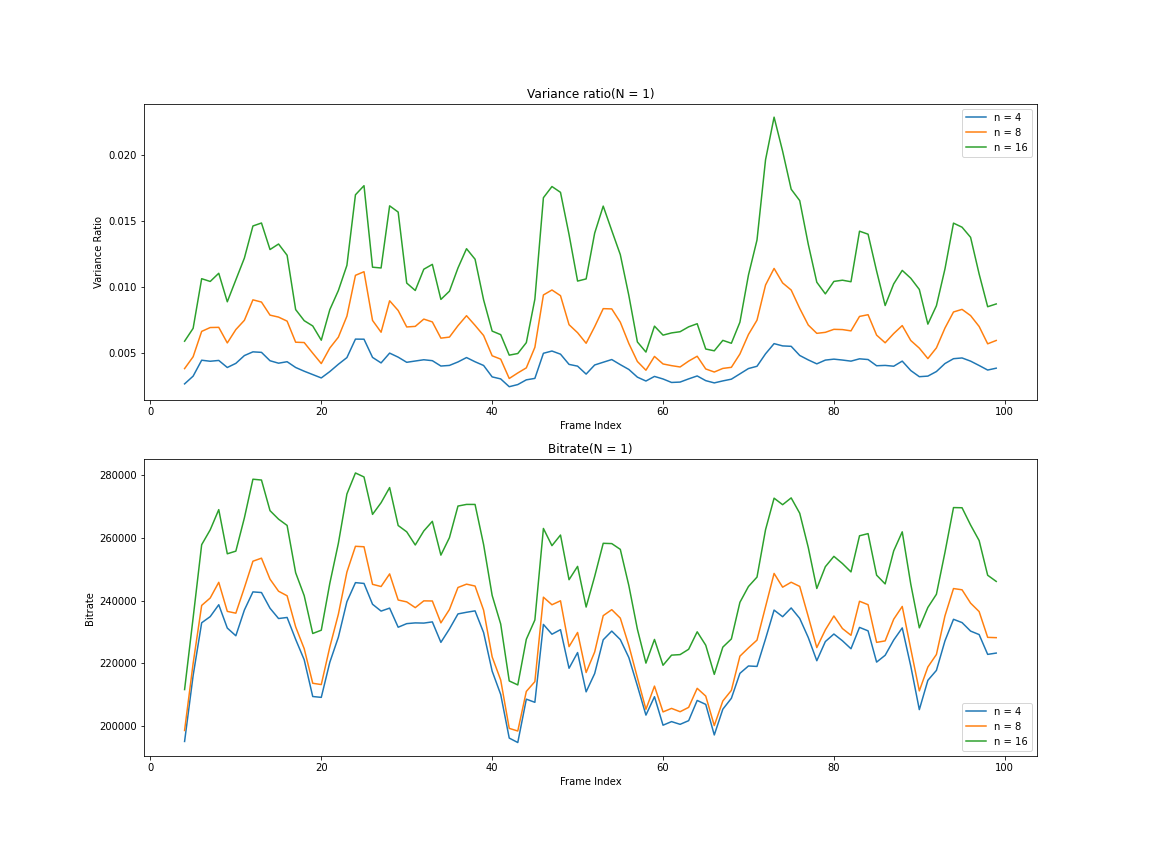 Variance ratio(N = 1)
n = 4
n = 8
n = 16
Variance Ratio
0.020
0.015
0.010
0.005
0 20 40 60 80 100
Frame Index
Bitrate(N = 1)
Bitrate
280000
260000
240000
220000
200000
n = 4
n = 8
n = 16
0 20 40 60 80 100
Frame Index